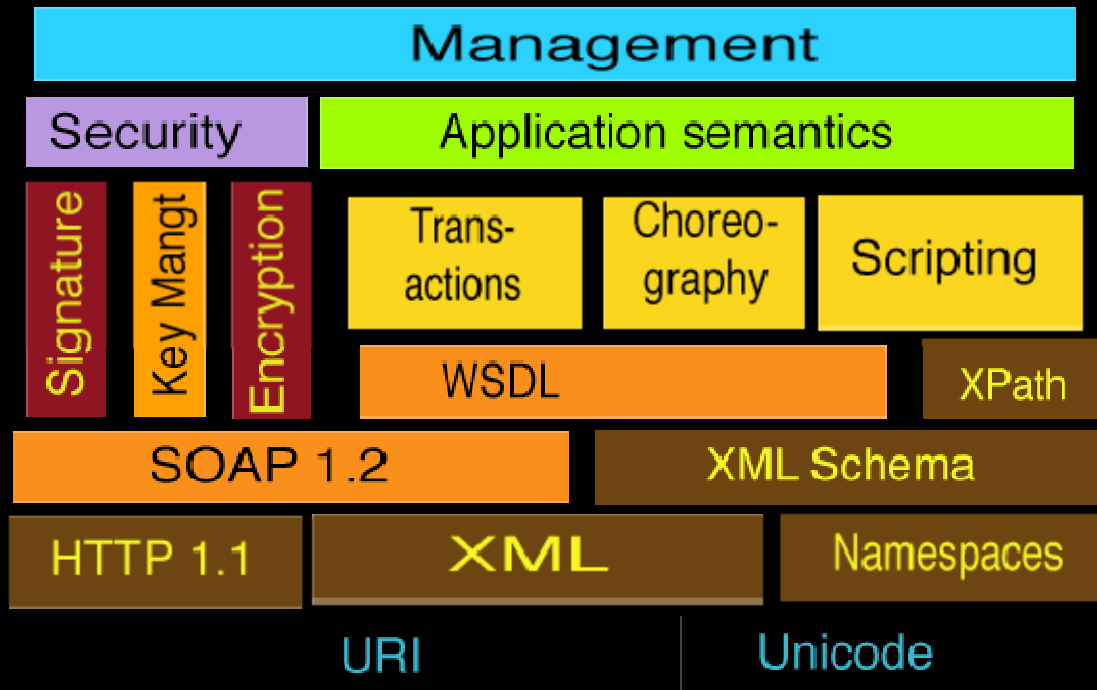 Management
Security
Application semantics
Signature
Key Mangt
Encryption
Trans-
actions
Choreo-
graphy
Scripting
WSDL
XPath
SOAP 1.2
XML Schema
HTTP 1.1
XML
Namespaces
URI
Unicode